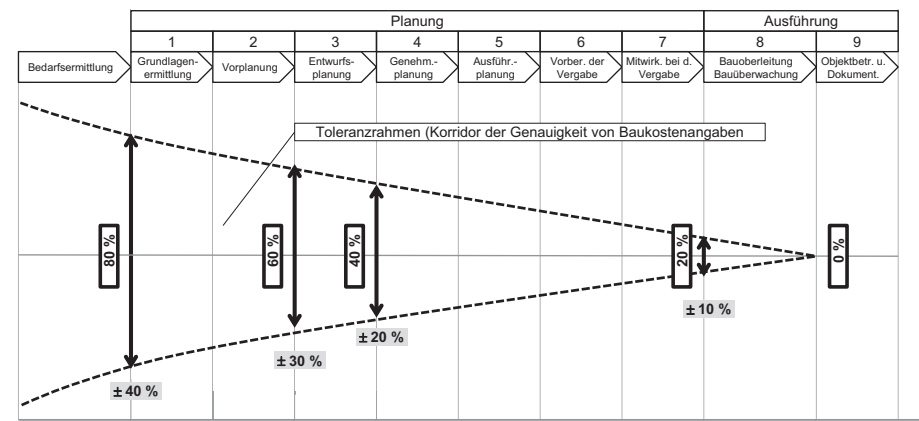 Planung
Ausführung
1
2
3
4
5
6
7
8
9
Bedarfsermittlung
Grundlagen-
ermittlung
Vorplanung
Entwurfs-
planung
Genehm.-
planung
Ausführ.-
planung
Vorber. der
Vergabe
Mitwirk. bei d.
Vergabe
Bauoberleitung
Bauüberwachung
Objektbetr. u.
Dokument.
Toleranzrahmen (Korridor der Genauigkeit von Baukostenangaben
80 %
60 %
40 %
20 %
0 %
± 10 %
± 20 %
± 30 %
± 40 %